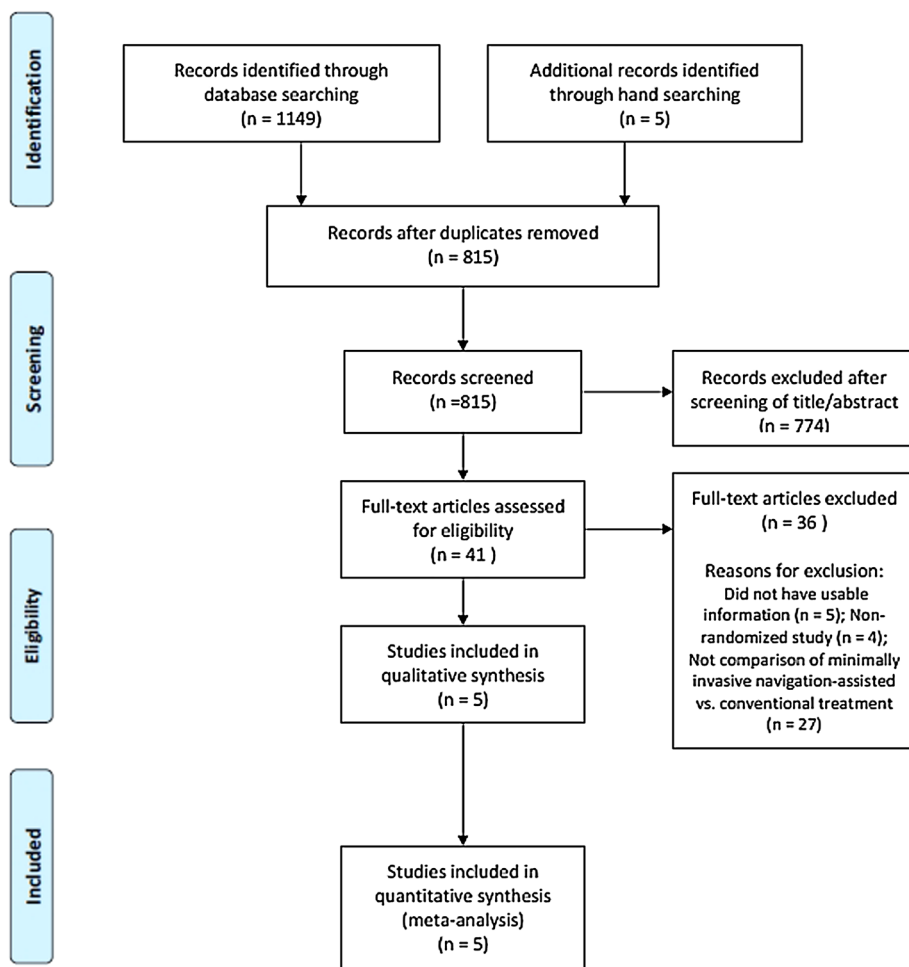 Identification
Records identified through
database searching
(n = 1149)
Additional records identified
through hand searching
(n = 5)
Records after duplicates removed
(n = 815)
Screening
Records screened
(n =815)
Records excluded after
screening of title/abstract
(n = 774)
Eligibility
Full-text articles assessed
for eligibility
(n = 41 )
Full-text articles excluded
(n = 36 )
Reasons for exclusion:
Did not have usable
information (n = 5); Non-
randomized study (n = 4);
Not comparison of minimally
invasive navigation-assisted
vs. conventional treatment
(n = 27)
Studies included in
qualitative synthesis
(n = 5)
Included
Studies included in
quantitative synthesis
(meta-analysis)
(n = 5)